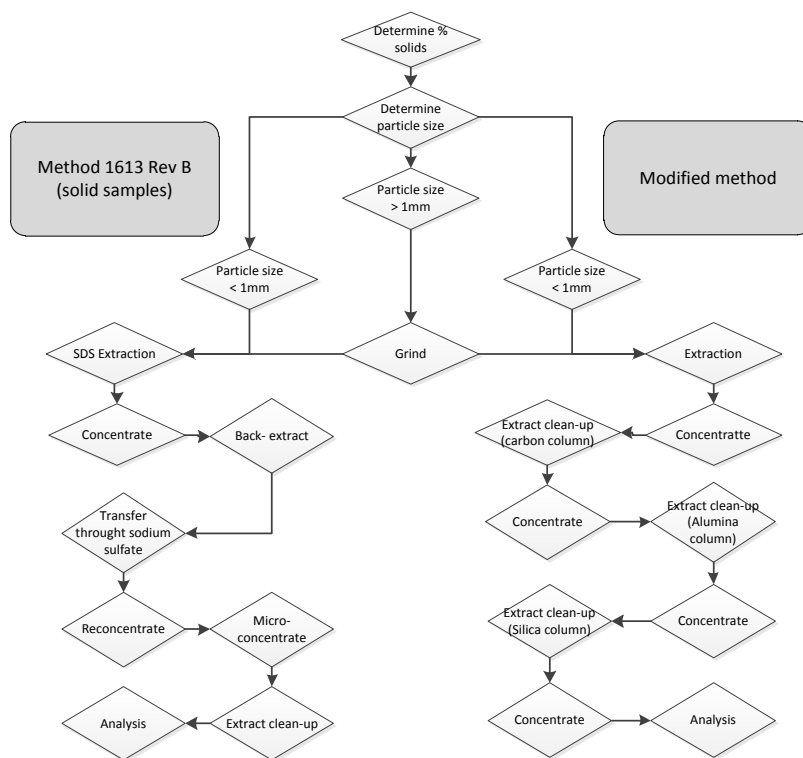 Determine %
solids
Determine
particle size
Method 1613 Rev B
(solid samples)
Modified method
Particle size
> 1mm
Particle size
< 1mm
Particle size
< 1mm
SDS Extraction
Grind
Extraction
Concentrate
Back- extract
Extract clean-up
(carbon column)
Concentratte
Transfer
throught sodium
sulfate
Concentrate
Extract clean-up
(Alumina
column)
Reconcentrate
Micro-
concentrate
Extract clean-up
(Silica column)
Concentrate
Analysis
Extract clean-up
Concentrate
Analysis